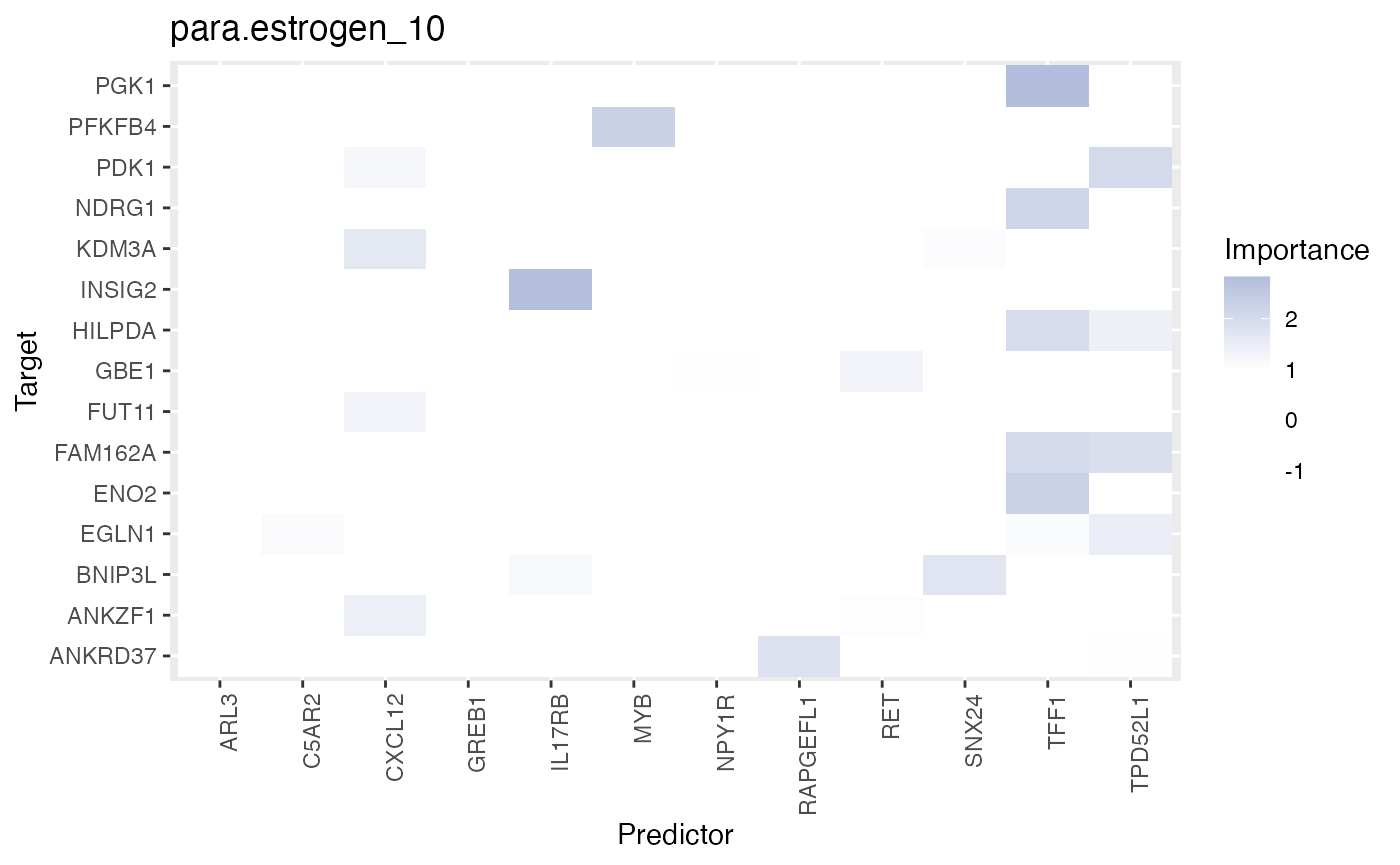 para.estrogen_10
Target
PGK1
PFKFB4
PDK1
NDRG1
KDM3A
INSIG2
HILPDA
GBE1
FUT11
FAM162A
ENO2
EGLN1
BNIP3L
ANKZF1
ANKRD37
ARL3
C5AR2
CXCL12
GREB1
IL17RB
MYB
NPY1R
RAPGEFL1
RET
SNX24
TFF1
TPD52L1
Predictor
Importance
2
1
0
-1